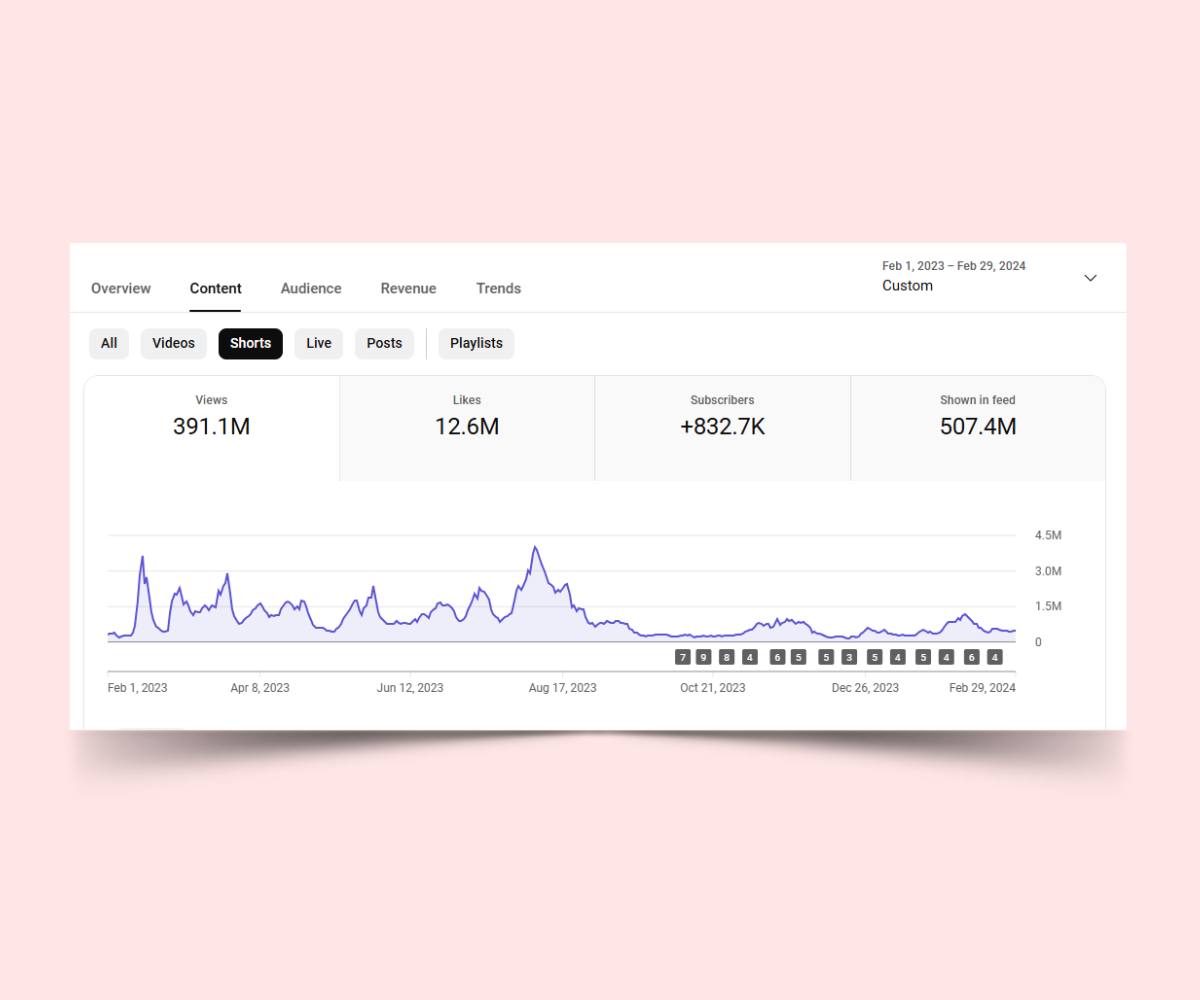 Feb 1, 2023 – Feb 29, 2024
Custom
Overview Content Audience Revenue Trends
All Videos Shorts Live Posts Playlists
Views Likes Subscribers Shown in feed
391.1M 12.6M +832.7K 507.4M
4.5M
3.0M
1.5M
0
7 9 8 4 6 5 5 3 5 4 5 4 6 4
Feb 1, 2023 Apr 8, 2023 Jun 12, 2023 Aug 17, 2023 Oct 21, 2023 Dec 26, 2023 Feb 29, 2024